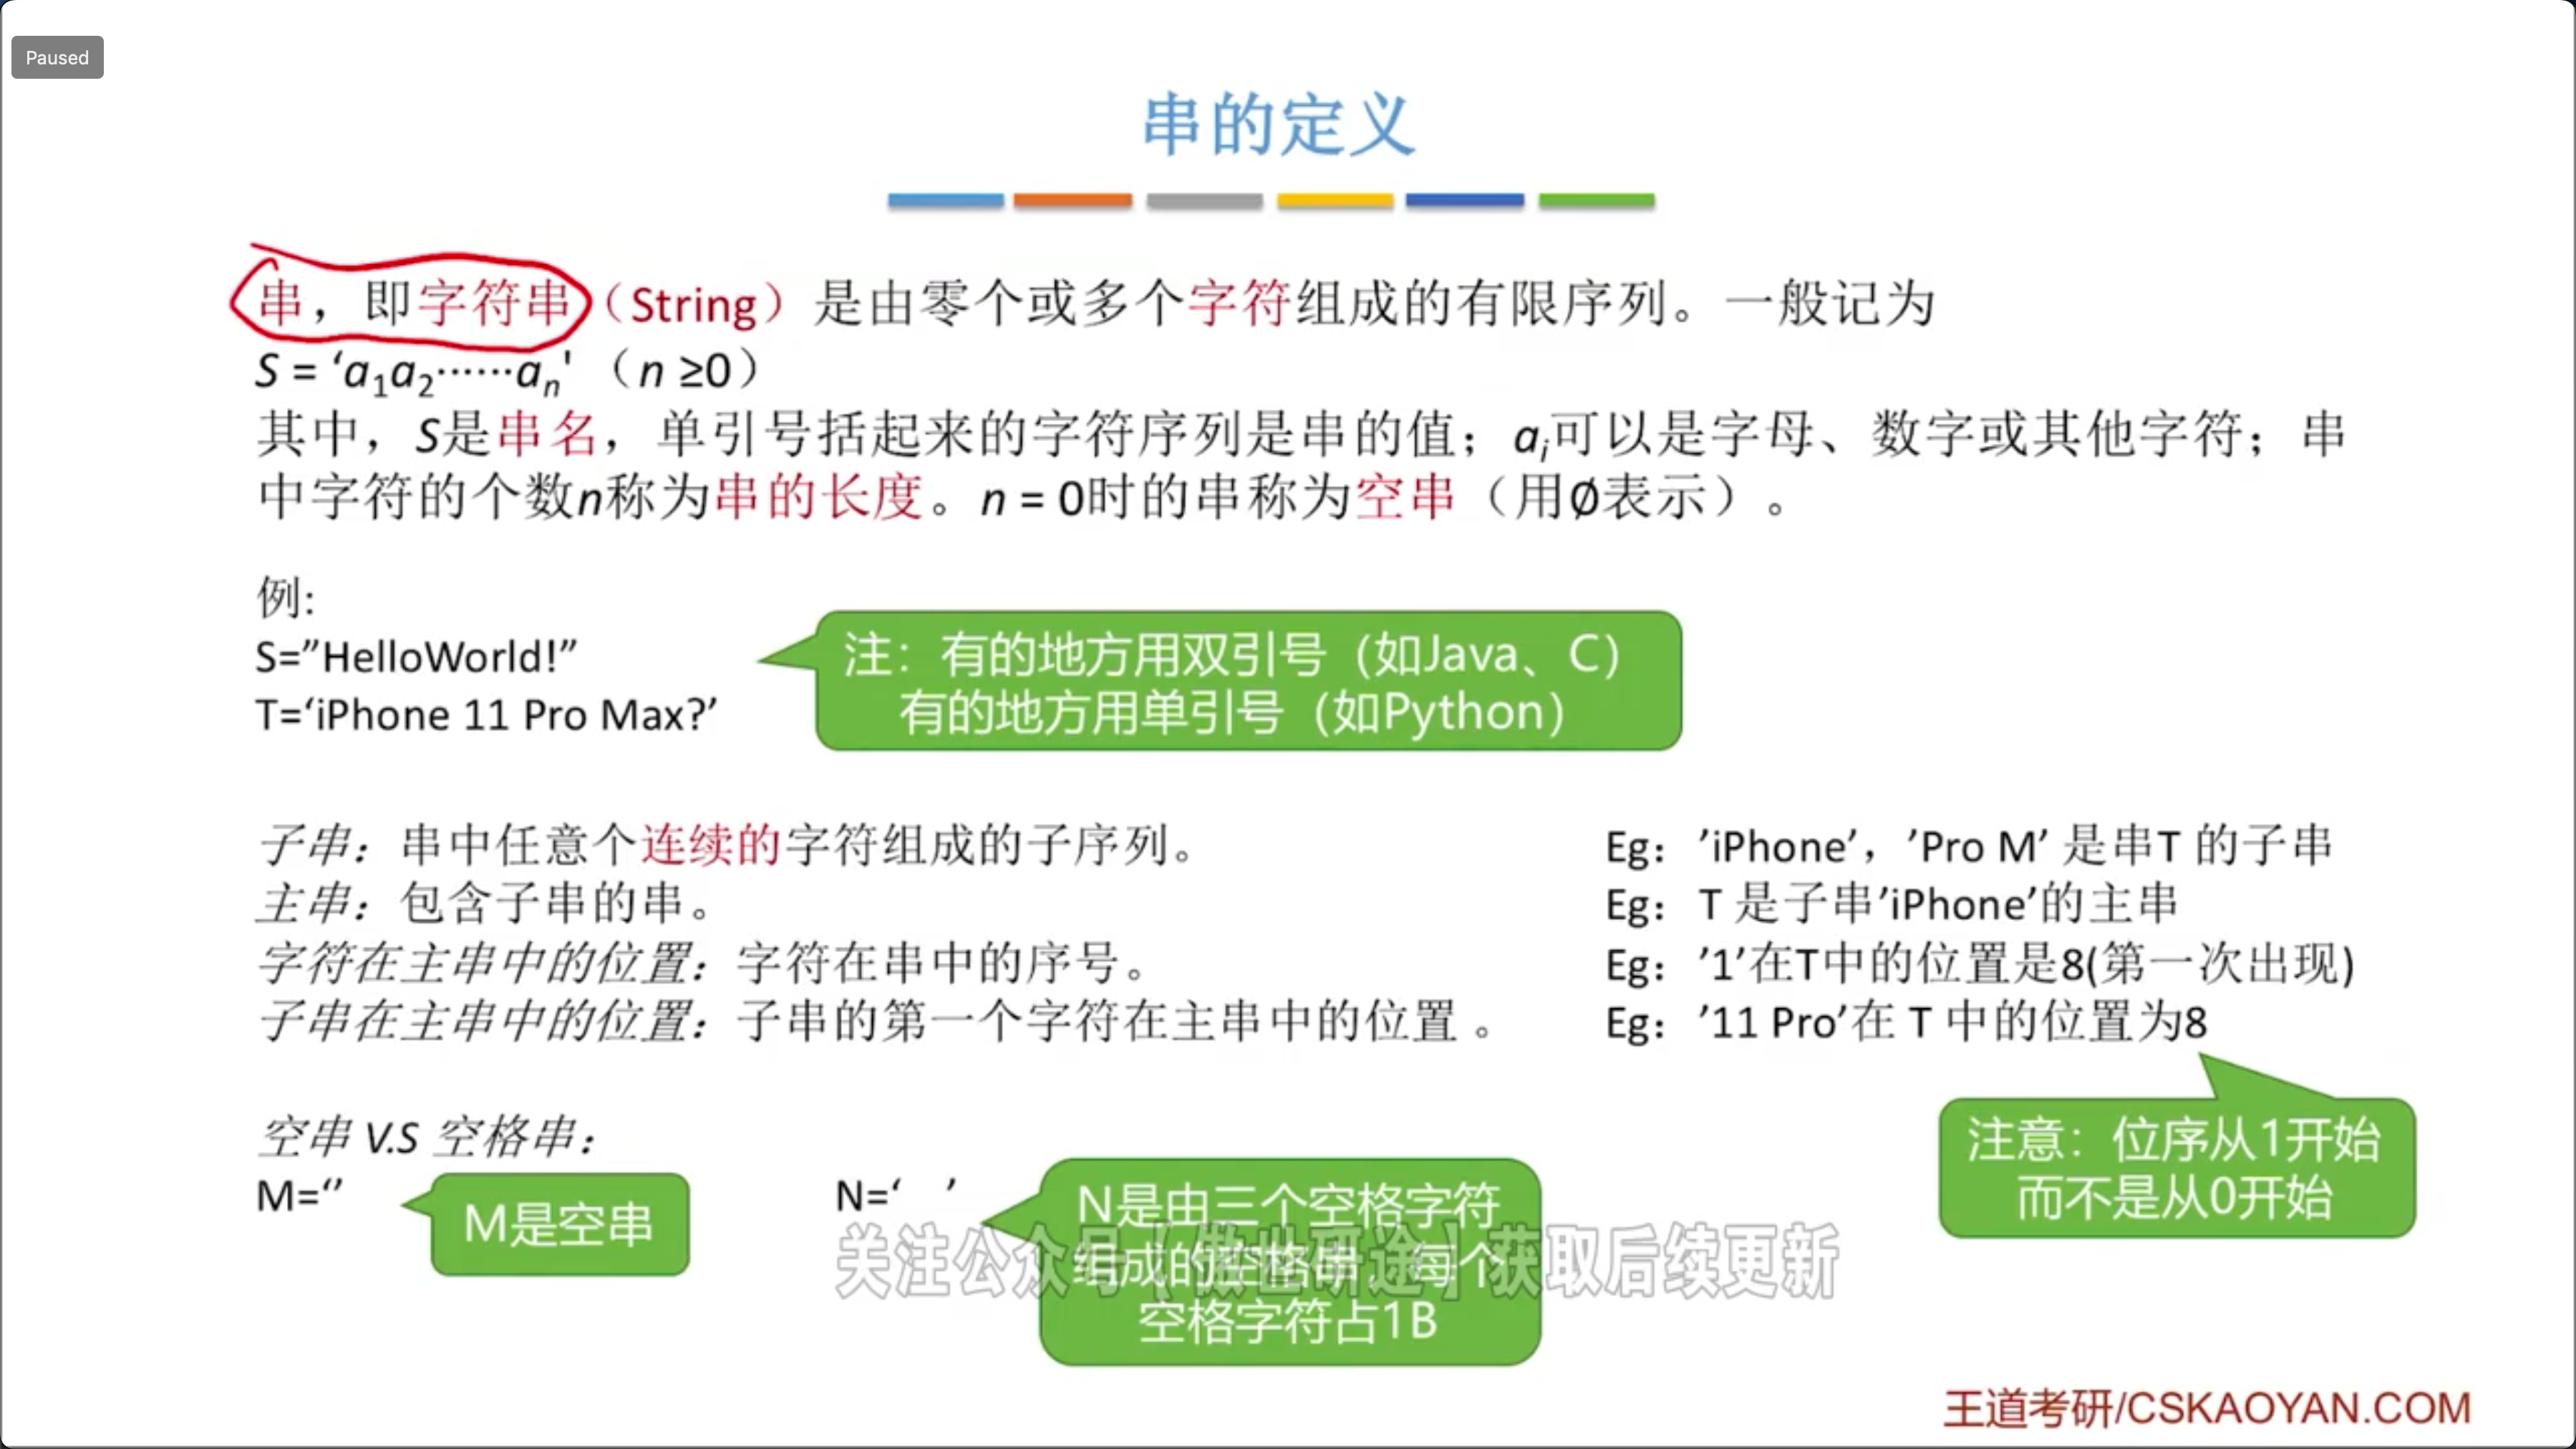 Paused
串的定义
串，即字符串（String）是由零个或多个字符组成的有限序列。一般记为
S = ‘a₁a₂······aₙ' （n ≥0）
其中，S是串名，单引号括起来的字符序列是串的值；aᵢ可以是字母、数字或其他字符；串
中字符的个数n称为串的长度。n = 0时的串称为空串（用∅表示）。
例:
S=”HelloWorld!”
T=‘iPhone 11 Pro Max?’
注：有的地方用双引号（如Java、C）
有的地方用单引号（如Python）
子串：串中任意个连续的字符组成的子序列。
Eg：’iPhone’，’Pro M’ 是串T 的子串
主串：包含子串的串。
Eg：T 是子串’iPhone’的主串
字符在主串中的位置：字符在串中的序号。
Eg：’1’在T中的位置是8(第一次出现)
子串在主串中的位置：子串的第一个字符在主串中的位置 。
Eg：’11 Pro’在 T 中的位置为8
注意：位序从1开始
而不是从0开始
空串 V.S 空格串：
M=‘’
M是空串
N=‘   ’
N是由三个空格字符
组成的空格串，每个
空格字符占1B
关注公众号【傲世研途】获取后续更新
王道考研/CSKAOYAN.COM